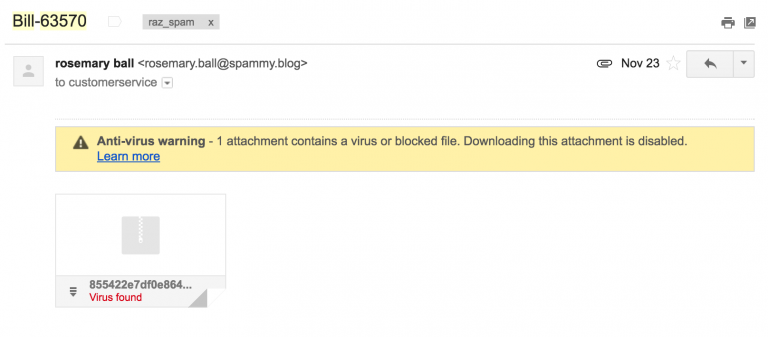 Bill-63570
raz_spam x
rosemary ball <rosemary.ball@spammy.blog>
Nov 23
to customerservice
Anti-virus warning - 1 attachment contains a virus or blocked file. Downloading this attachment is disabled.
Learn more
855422e7df0e864...
Virus found